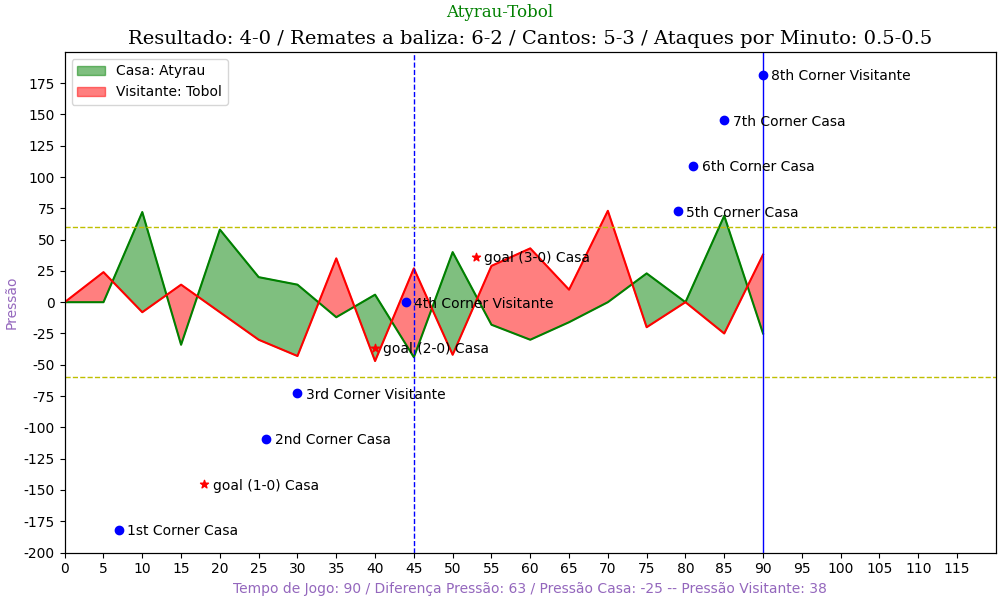 Atyrau-Tobol
Resultado: 4-0 / Remates a baliza: 6-2 / Cantos: 5-3 / Ataques por Minuto: 0.5-0.5
Casa: Atyrau
Visitante: Tobol
8th Corner Visitante
7th Corner Casa
6th Corner Casa
5th Corner Casa
goal (3-0) Casa
4th Corner Visitante
goal (2-0) Casa
3rd Corner Visitante
2nd Corner Casa
goal (1-0) Casa
1st Corner Casa
Pressão
175
150
125
100
75
50
25
0
-25
-50
-75
-100
-125
-150
-175
-200
0 5 10 15 20 25 30 35 40 45 50 55 60 65 70 75 80 85 90 95 100 105 110 115
Tempo de Jogo: 90 / Diferença Pressão: 63 / Pressão Casa: -25 -- Pressão Visitante: 38